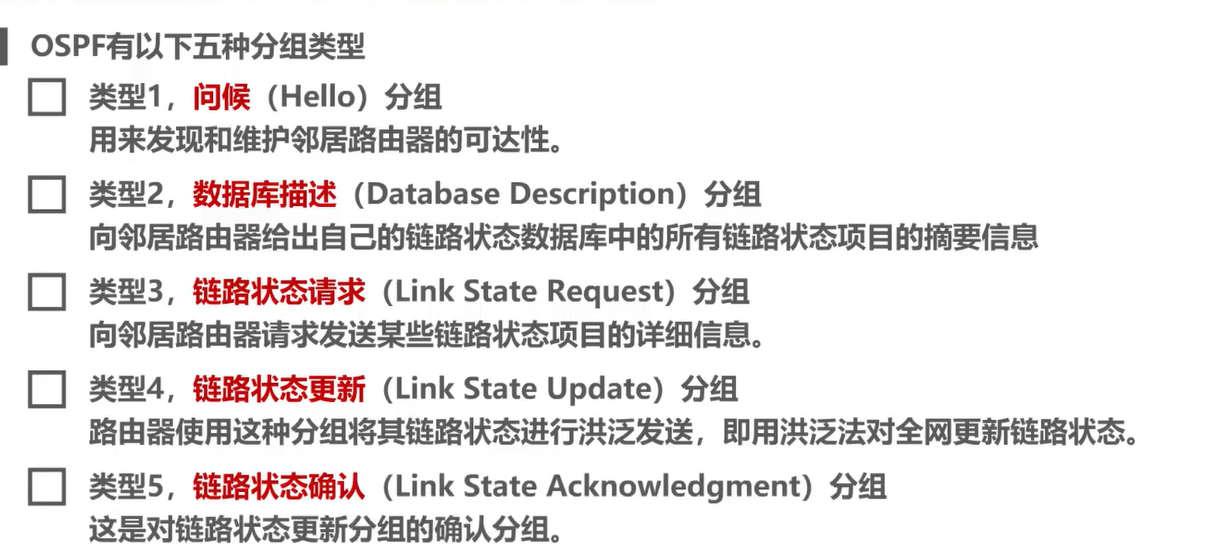 OSPF有以下五种分组类型
类型1，问候（Hello）分组
用来发现和维护邻居路由器的可达性。
类型2，数据库描述（Database Description）分组
向邻居路由器给出自己的链路状态数据库中的所有链路状态项目的摘要信息
类型3，链路状态请求（Link State Request）分组
向邻居路由器请求发送某些链路状态项目的详细信息。
类型4，链路状态更新（Link State Update）分组
路由器使用这种分组将其链路状态进行洪泛发送，即用洪泛法对全网更新链路状态。
类型5，链路状态确认（Link State Acknowledgment）分组
这是对链路状态更新分组的确认分组。